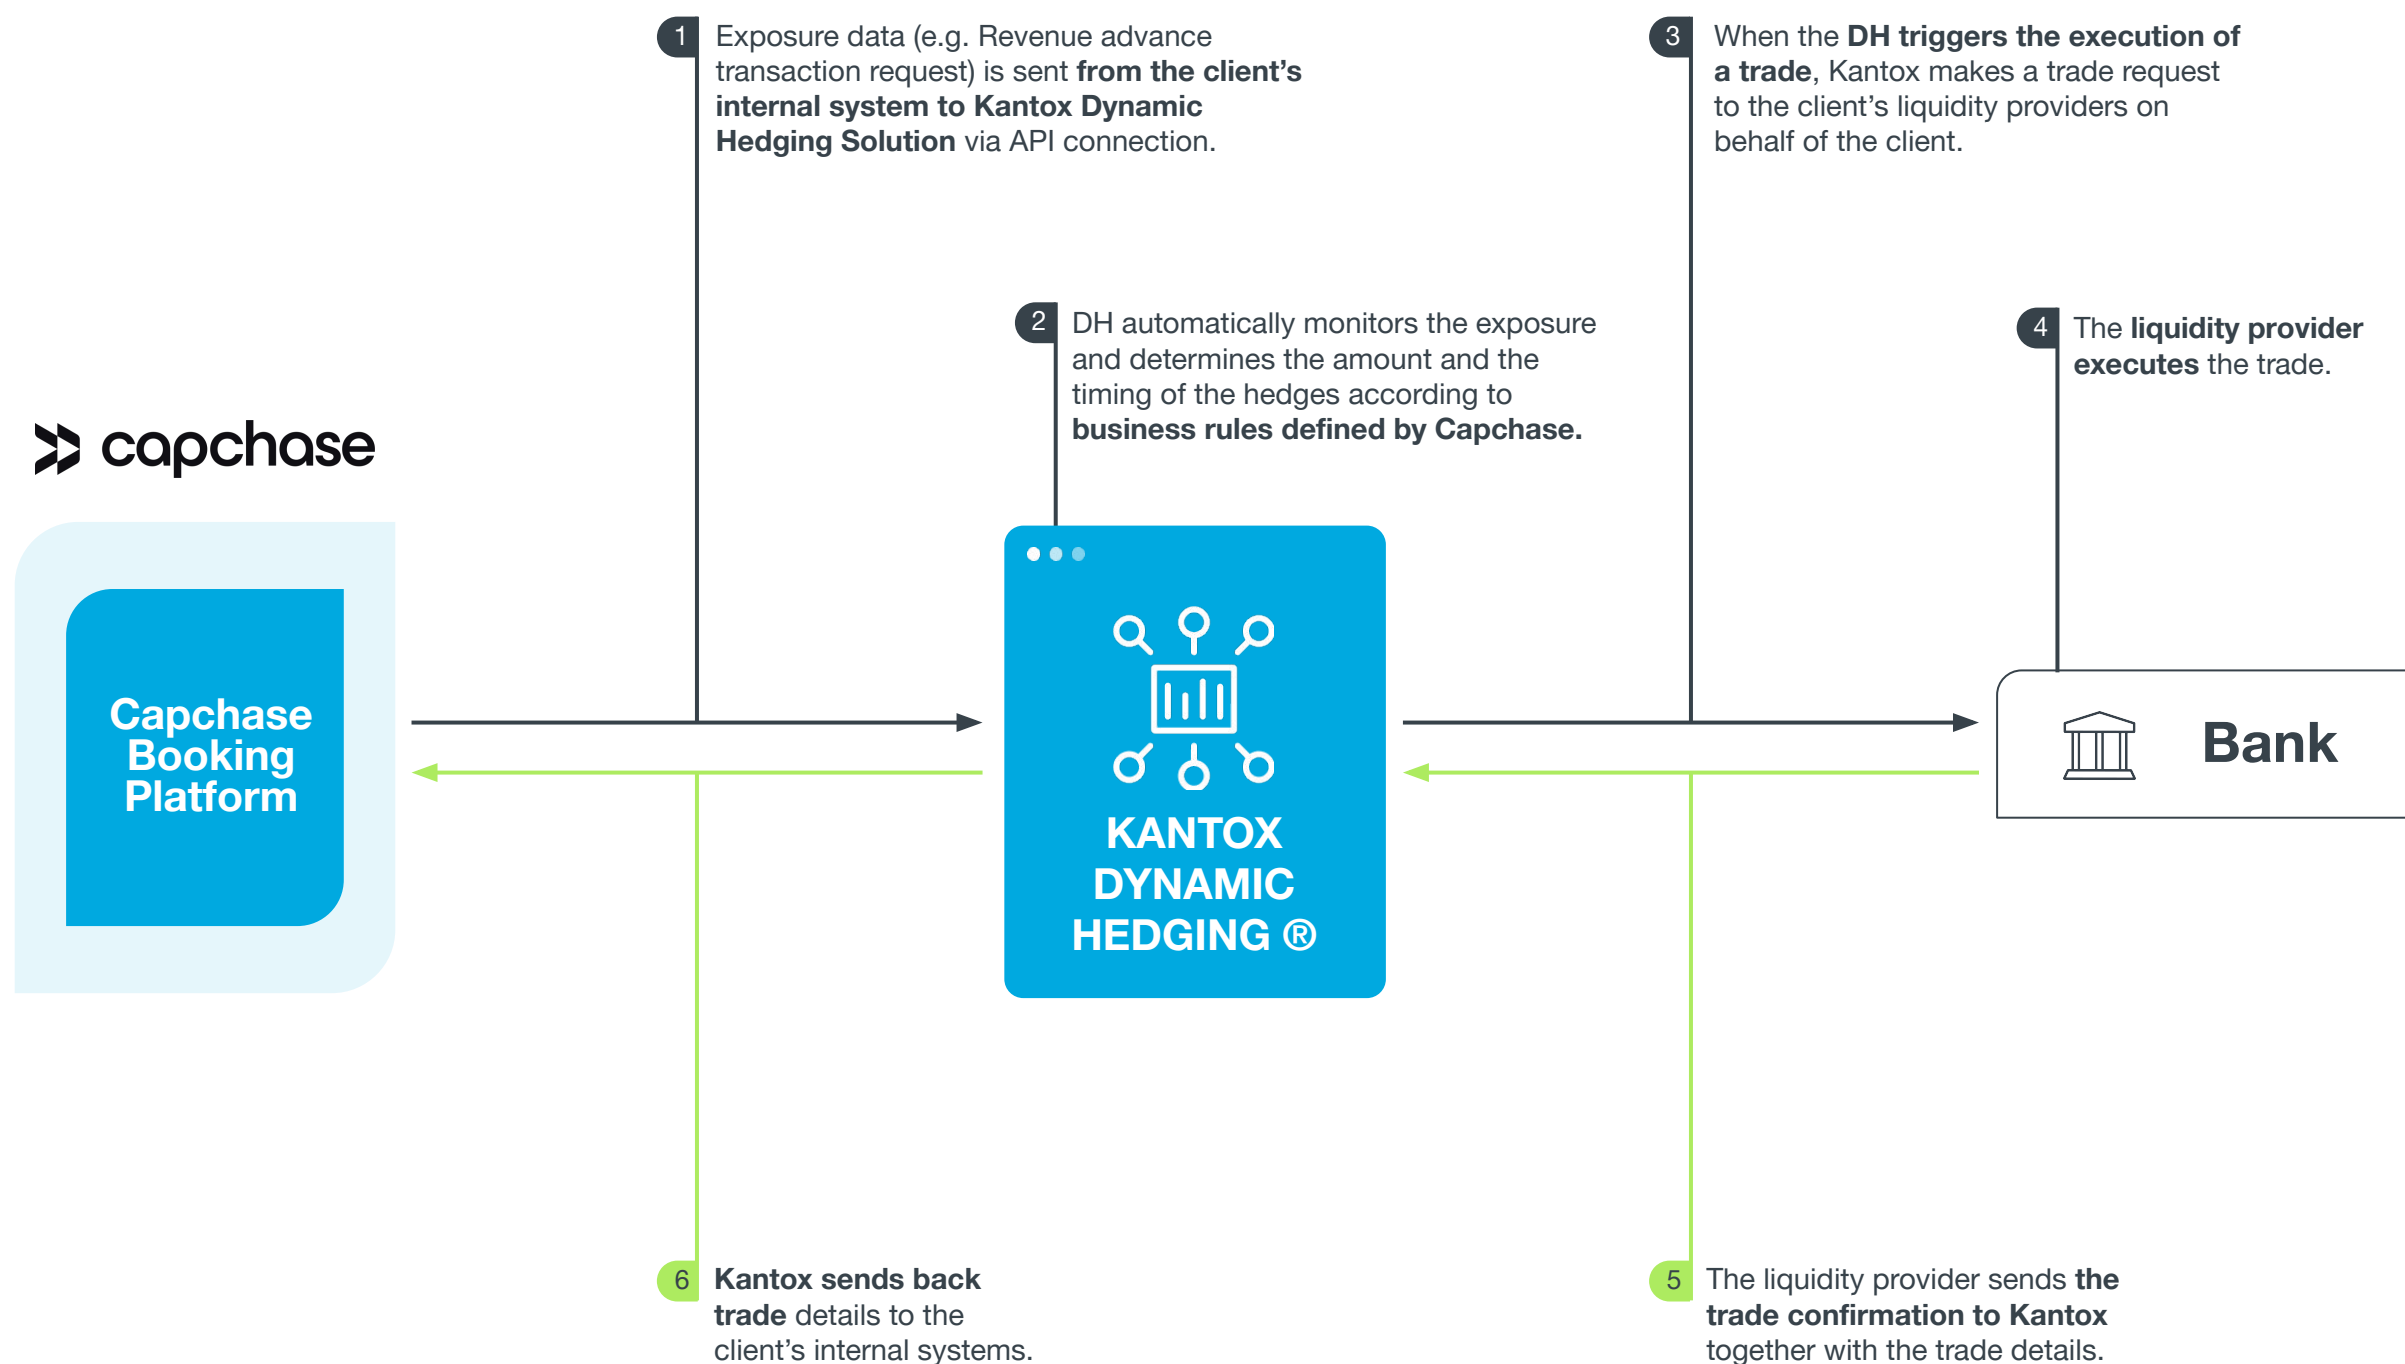 1
Exposure data (e.g. Revenue advance
transaction request) is sent from the client's
internal system to Kantox Dynamic
Hedging Solution via API connection.
3
When the DH triggers the execution of
a trade, Kantox makes a trade request
to the client's liquidity providers on
behalf of the client.
2
DH automatically monitors the exposure
and determines the amount and the
timing of the hedges according to
business rules defined by Capchase.
4
The liquidity provider
executes the trade.
capchase
Capchase
Booking
Platform
KANTOX
DYNAMIC
HEDGING ®
Bank
6
Kantox sends back
trade details to the
client's internal systems.
5
The liquidity provider sends the
trade confirmation to Kantox
together with the trade details.